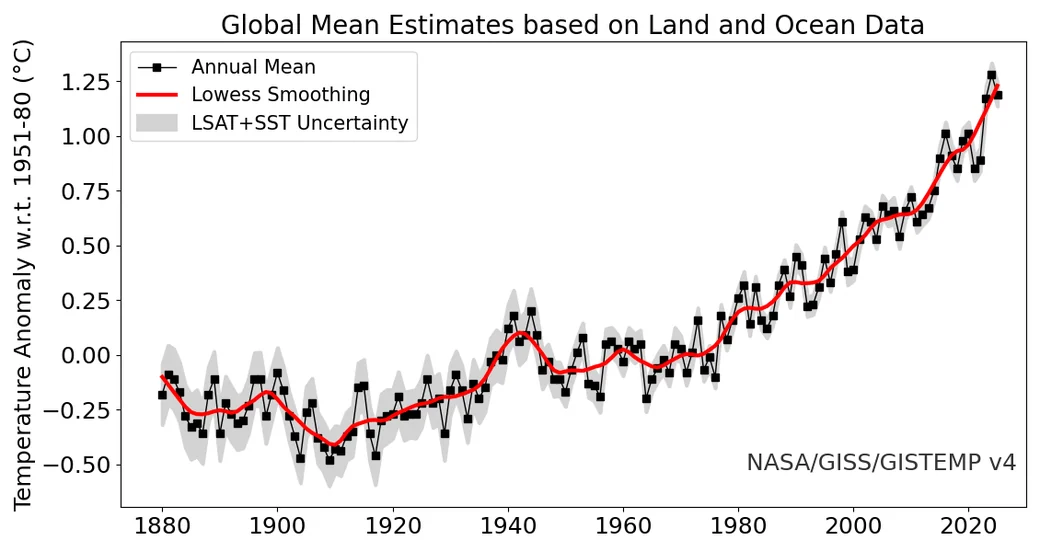 Global Mean Estimates based on Land and Ocean Data
Temperature Anomaly w.r.t. 1951-80 (°C)
Annual Mean
Lowess Smoothing
LSAT+SST Uncertainty
1.25
1.00
0.75
0.50
0.25
0.00
−0.25
−0.50
NASA/GISS/GISTEMP v4
1880 1900 1920 1940 1960 1980 2000 2020